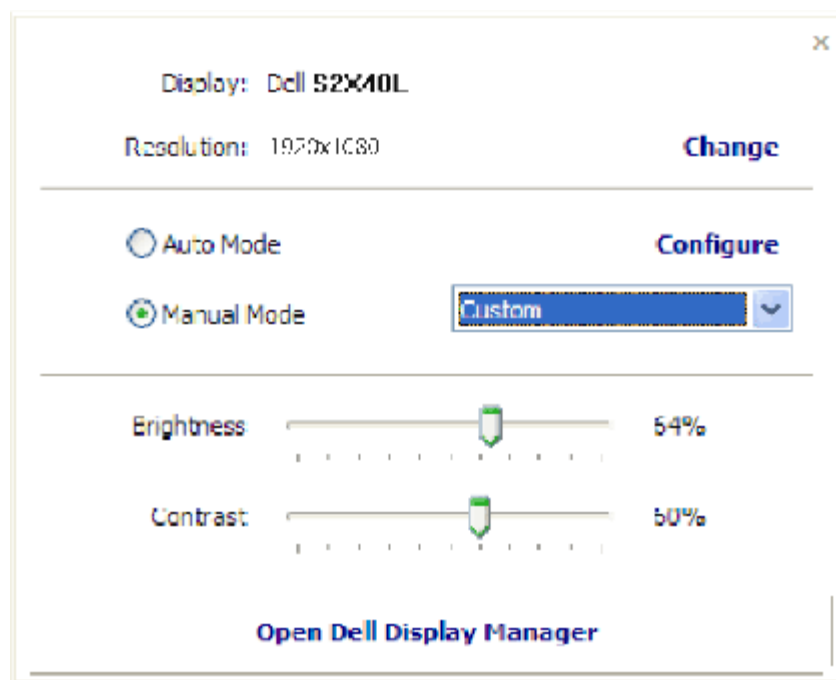 Display: Dell S2X40L
Resolution: 1920x1080 Change
Auto Mode Configure
Manual Mode Custom
Brightness 64%
Contrast 60%
Open Dell Display Manager